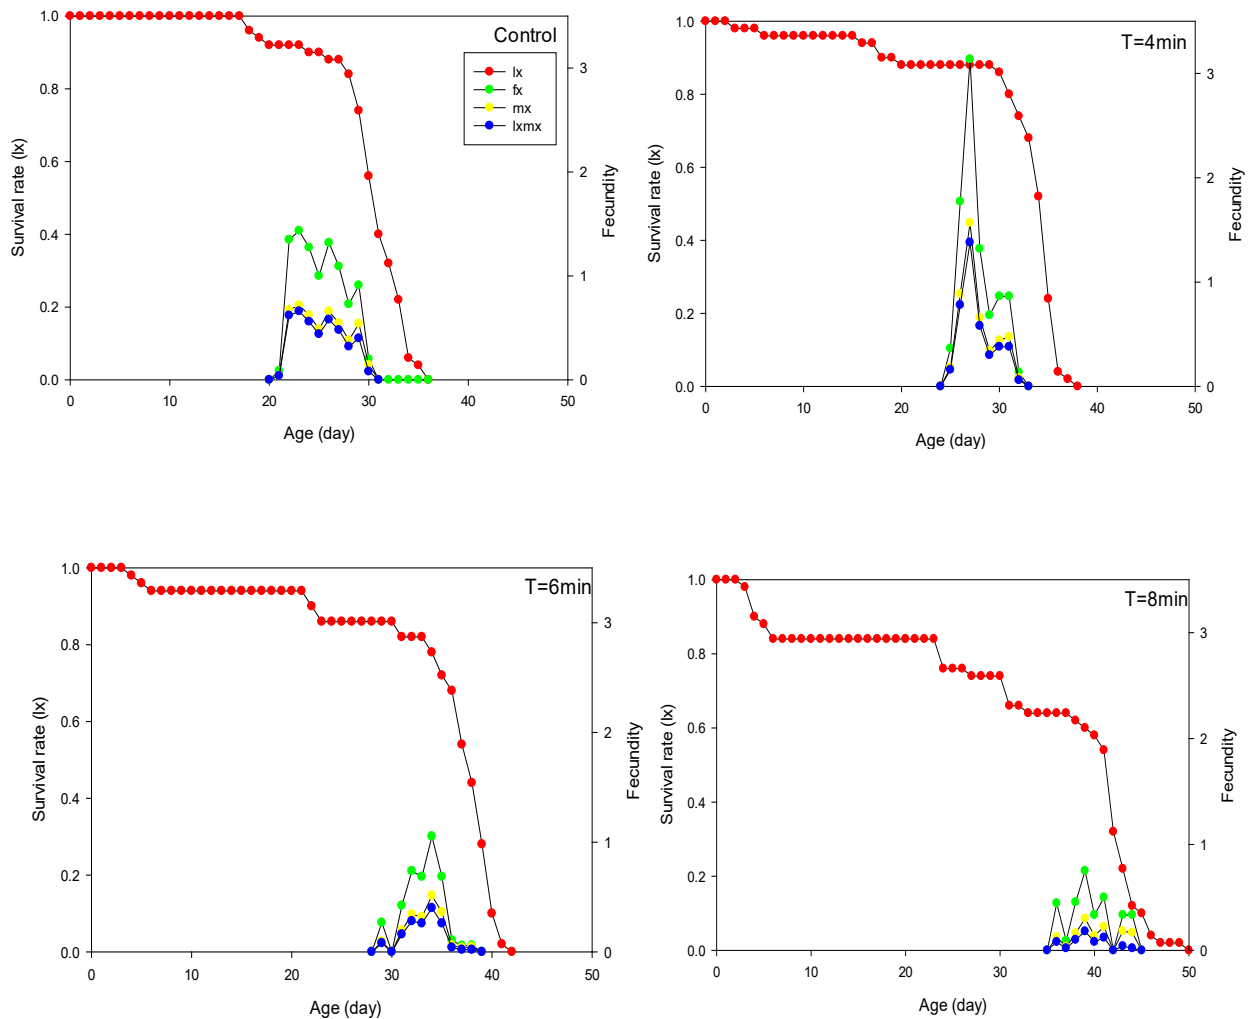 Control
lx
fx
mx
lxmx
1.0
0.8
0.6
0.4
0.2
0.0
Survival rate (lx)
3
2
1
0
Fecundity
0 10 20 30 40 50
Age (day)
T=4min
1.0
0.8
0.6
0.4
0.2
0.0
Survival rate (lx)
3
2
1
0
Fecundity
0 10 20 30 40 50
Age (day)
T=6min
1.0
0.8
0.6
0.4
0.2
0.0
Survival rate (lx)
3
2
1
0
Fecundity
0 10 20 30 40 50
Age (day)
T=8min
1.0
0.8
0.6
0.4
0.2
0.0
Survival rate (lx)
3
2
1
0
Fecundity
0 10 20 30 40 50
Age (day)